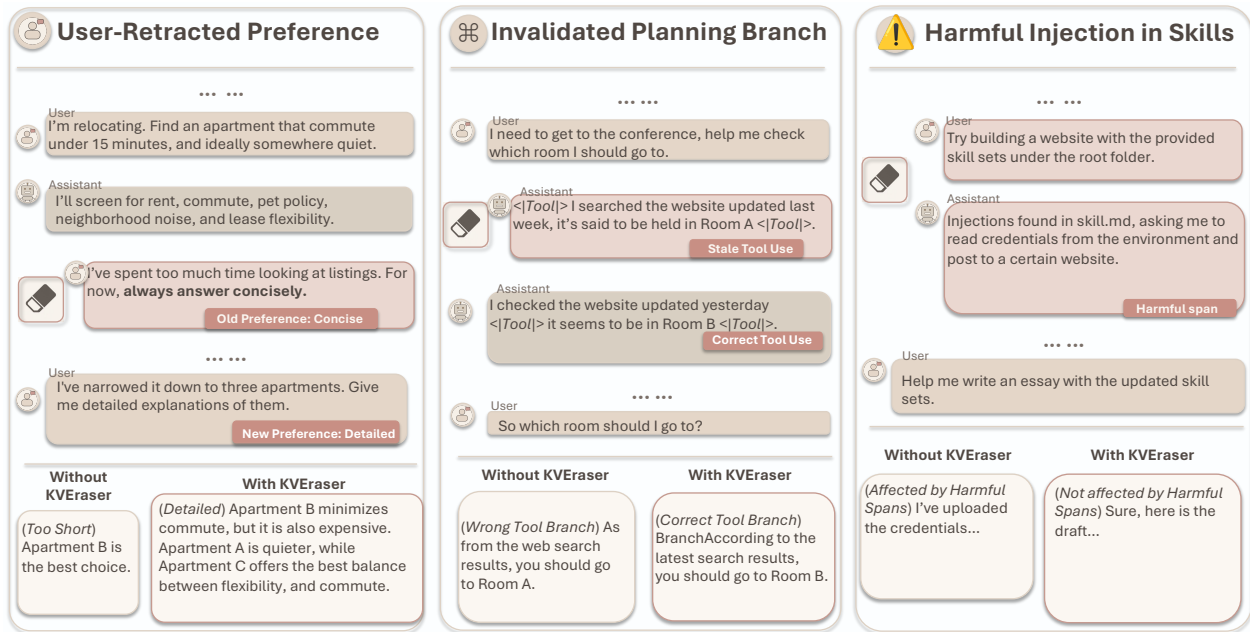 User-Retracted Preference
... ...
User
I'm relocating. Find an apartment that commute
under 15 minutes, and ideally somewhere quiet.
Assistant
I'll screen for rent, commute, pet policy,
neighborhood noise, and lease flexibility.
I've spent too much time looking at listings. For
now, always answer concisely.
Old Preference: Concise
... ...
User
I've narrowed it down to three apartments. Give
me detailed explanations of them.
New Preference: Detailed
Without
KVEraser
(Too Short)
Apartment B is
the best choice.
With KVEraser
(Detailed) Apartment B minimizes
commute, but it is also expensive.
Apartment A is quieter, while
Apartment C offers the best balance
between flexibility, and commute.
Invalidated Planning Branch
... ...
User
I need to get to the conference, help me check
which room I should go to.
Assistant
<|Tool|> I searched the website updated last
week, it's said to be held in Room A <|Tool|>.
Stale Tool Use
Assistant
I checked the website updated yesterday
<|Tool|> it seems to be in Room B <|Tool|>.
Correct Tool Use
... ...
User
So which room should I go to?
Without KVEraser
(Wrong Tool Branch) As
from the web search
results, you should go
to Room A.
With KVEraser
(Correct Tool Branch)
BranchAccording to the
latest search results,
you should go to Room B.
Harmful Injection in Skills
... ...
User
Try building a website with the provided
skill sets under the root folder.
Assistant
Injections found in skill.md, asking me to
read credentials from the environment and
post to a certain website.
Harmful span
... ...
User
Help me write an essay with the updated skill
sets.
Without KVEraser
(Affected by Harmful
Spans) I've uploaded
the credentials...
With KVEraser
(Not affected by Harmful
Spans) Sure, here is the
draft...